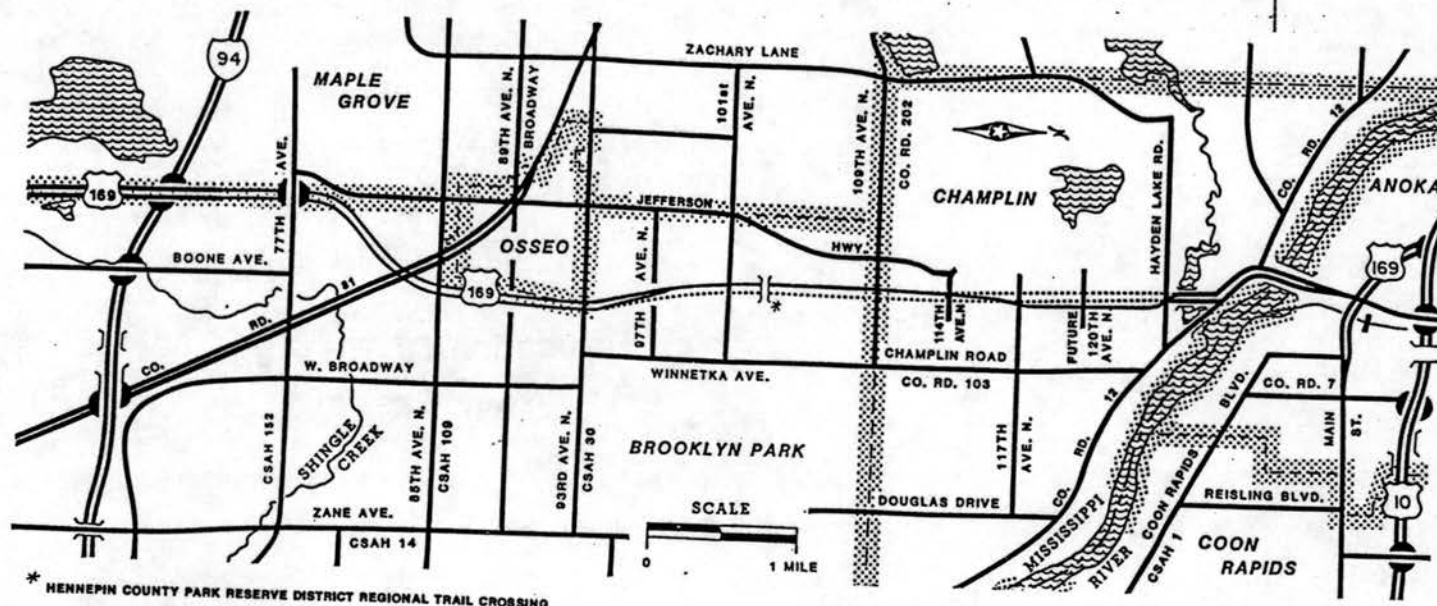 94
ZACHARY LANE
MAPLE
GROVE
89TH AVE. N.
BROADWAY
101st
AVE. N.
109TH AVE. N.
CO. RD. 202
HAYDEN LAKE RD.
CO. RD. 12
ANOKA
169
77TH AVE.
JEFFERSON
HWY.
CHAMPLIN
BOONE AVE.
OSSEO
97TH AVE. N.
169
169
CO. RD. 81
*
114TH
AVE.N.
FUTURE
120TH
AVE. N.
CHAMPLIN ROAD
WINNETKA AVE.
CO. RD. 103
W. BROADWAY
CO. RD. 7
CSAH 152
SHINGLE
CREEK
85TH AVE. N.
CSAH 109
93RD AVE. N.
CSAH 30
BROOKLYN PARK
117TH
AVE. N.
CO. RD. 12
MISSISSIPPI
RIVER
COON RAPIDS BLVD.
CSAH 1
MAIN
ST.
REISLING BLVD.
10
DOUGLAS DRIVE
ZANE AVE.
CSAH 14
SCALE
0 1 MILE
COON
RAPIDS
* HENNEPIN COUNTY PARK RESERVE DISTRICT REGIONAL TRAIL CROSSING